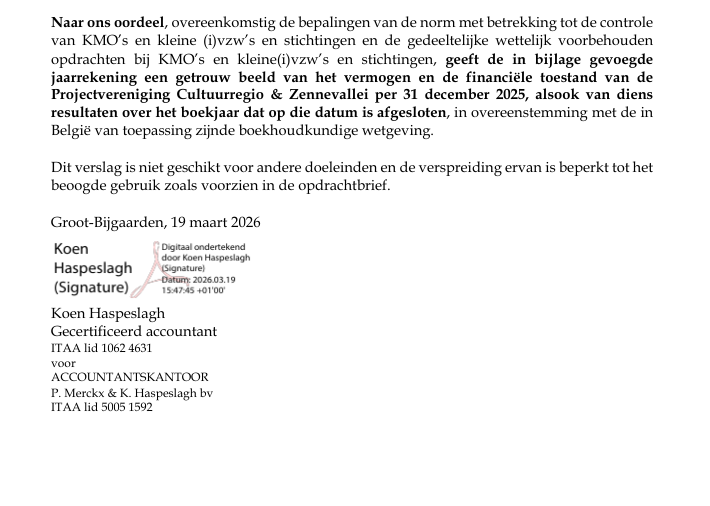 Naar ons oordeel, overeenkomstig de bepalingen van de norm met betrekking tot de controle
van KMO’s en kleine (i)vzw’s en stichtingen en de gedeeltelijke wettelijk voorbehouden
opdrachten bij KMO’s en kleine(i)vzw’s en stichtingen, geeft de in bijlage gevoegde
jaarrekening een getrouw beeld van het vermogen en de financiële toestand van de
Projectvereniging Cultuurregio & Zennevallei per 31 december 2025, alsook van diens
resultaten over het boekjaar dat op die datum is afgesloten, in overeenstemming met de in
België van toepassing zijnde boekhoudkundige wetgeving.
Dit verslag is niet geschikt voor andere doeleinden en de verspreiding ervan is beperkt tot het
beoogde gebruik zoals voorzien in de opdrachtbrief.
Groot-Bijgaarden, 19 maart 2026
Koen
Haspeslagh
(Signature)
Digitaal ondertekend
door Koen Haspeslagh
(Signature)
Datum: 2026.03.19
15:47:45 +01'00'
Koen Haspeslagh
Gecertificeerd accountant
ITAA lid 1062 4631
voor
ACCOUNTANTSKANTOOR
P. Merckx & K. Haspeslagh bv
ITAA lid 5005 1592